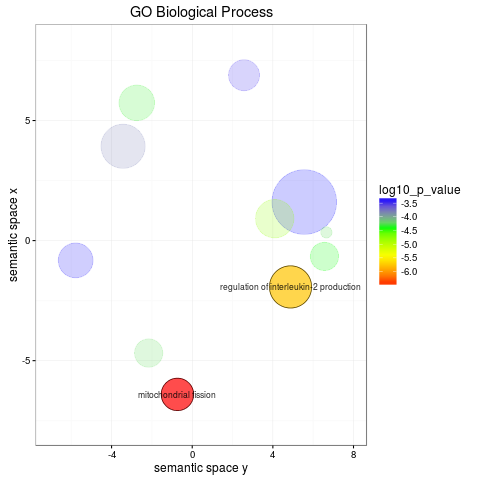 GO Biological Process
5
0
-5
semantic space x
regulation of interleukin-2 production
mitochondrial fission
-4
0
4
8
semantic space y
log10_p_value
-3.5
-4.0
-4.5
-5.0
-5.5
-6.0